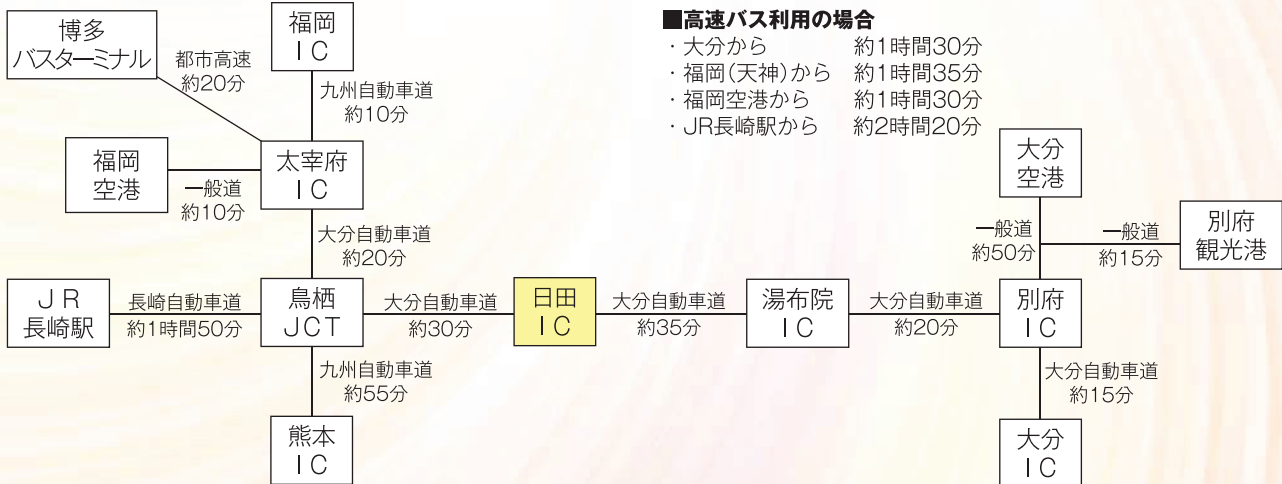 博多
バスターミナル
都市高速
約20分
福岡
IC
九州自動車道
約10分
■高速バス利用の場合
・大分から 約1時間30分
・福岡(天神)から 約1時間35分
・福岡空港から 約1時間30分
・JR長崎駅から 約2時間20分
福岡
空港
一般道
約10分
太宰府
IC
大分自動車道
約20分
大分
空港
一般道
約50分
一般道
約15分
別府
観光港
JR
長崎駅
長崎自動車道
約1時間50分
鳥栖
JCT
大分自動車道
約30分
日田
IC
大分自動車道
約35分
湯布院
IC
大分自動車道
約20分
別府
IC
九州自動車道
約55分
熊本
IC
大分自動車道
約15分
大分
IC